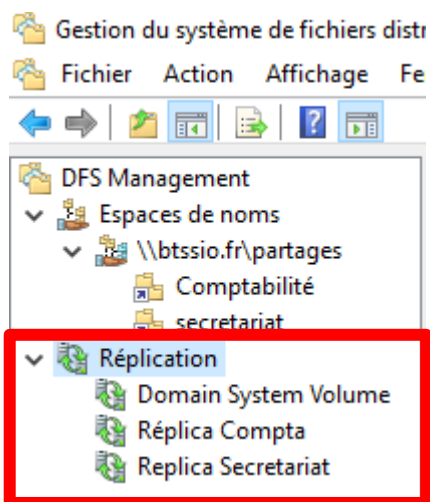 Gestion du système de fichiers distr
Fichier Action Affichage Fe
DFS Management
Espaces de noms
\\btssio.fr\partages
Comptabilité
secretariat
Réplication
Domain System Volume
Réplica Compta
Replica Secretariat